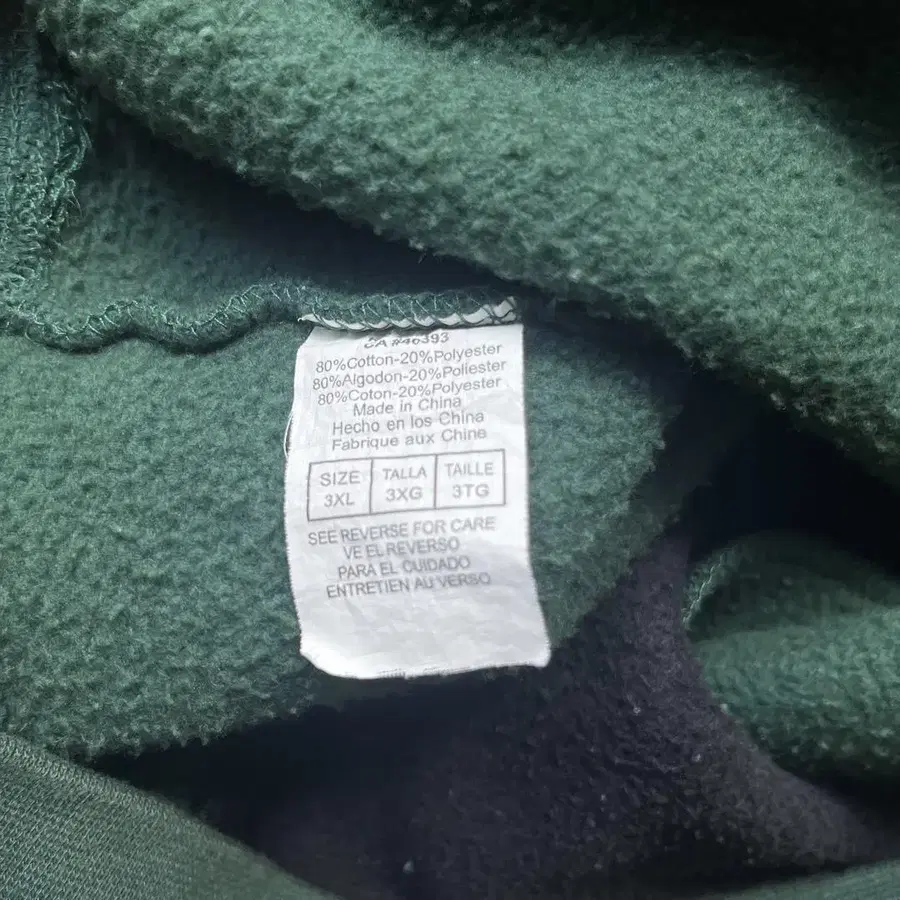 CA #46393
80%Cotton-20%Polyester
80%Algodon-20%Poliester
80%Coton-20%Polyester
Made in China
Hecho en los China
Fabrique aux Chine
SIZE TALLA TAILLE
3XL 3XG 3TG
SEE REVERSE FOR CARE
VE EL REVERSO
PARA EL CUIDADO
ENTRETIEN AU VERSO